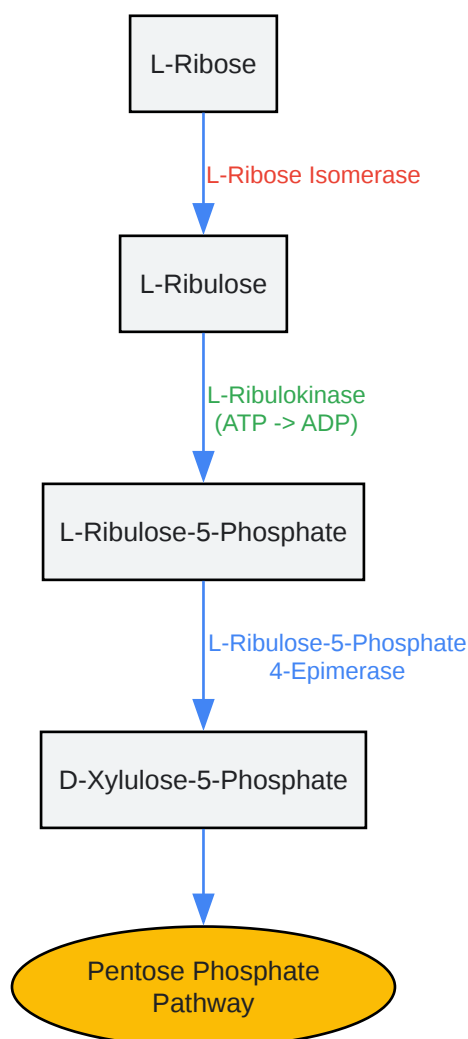 L-Ribose
L-Ribose Isomerase
L-Ribulose
L-Ribulokinase
(ATP -> ADP)
L-Ribulose-5-Phosphate
L-Ribulose-5-Phosphate
4-Epimerase
D-Xylulose-5-Phosphate
Pentose Phosphate
Pathway